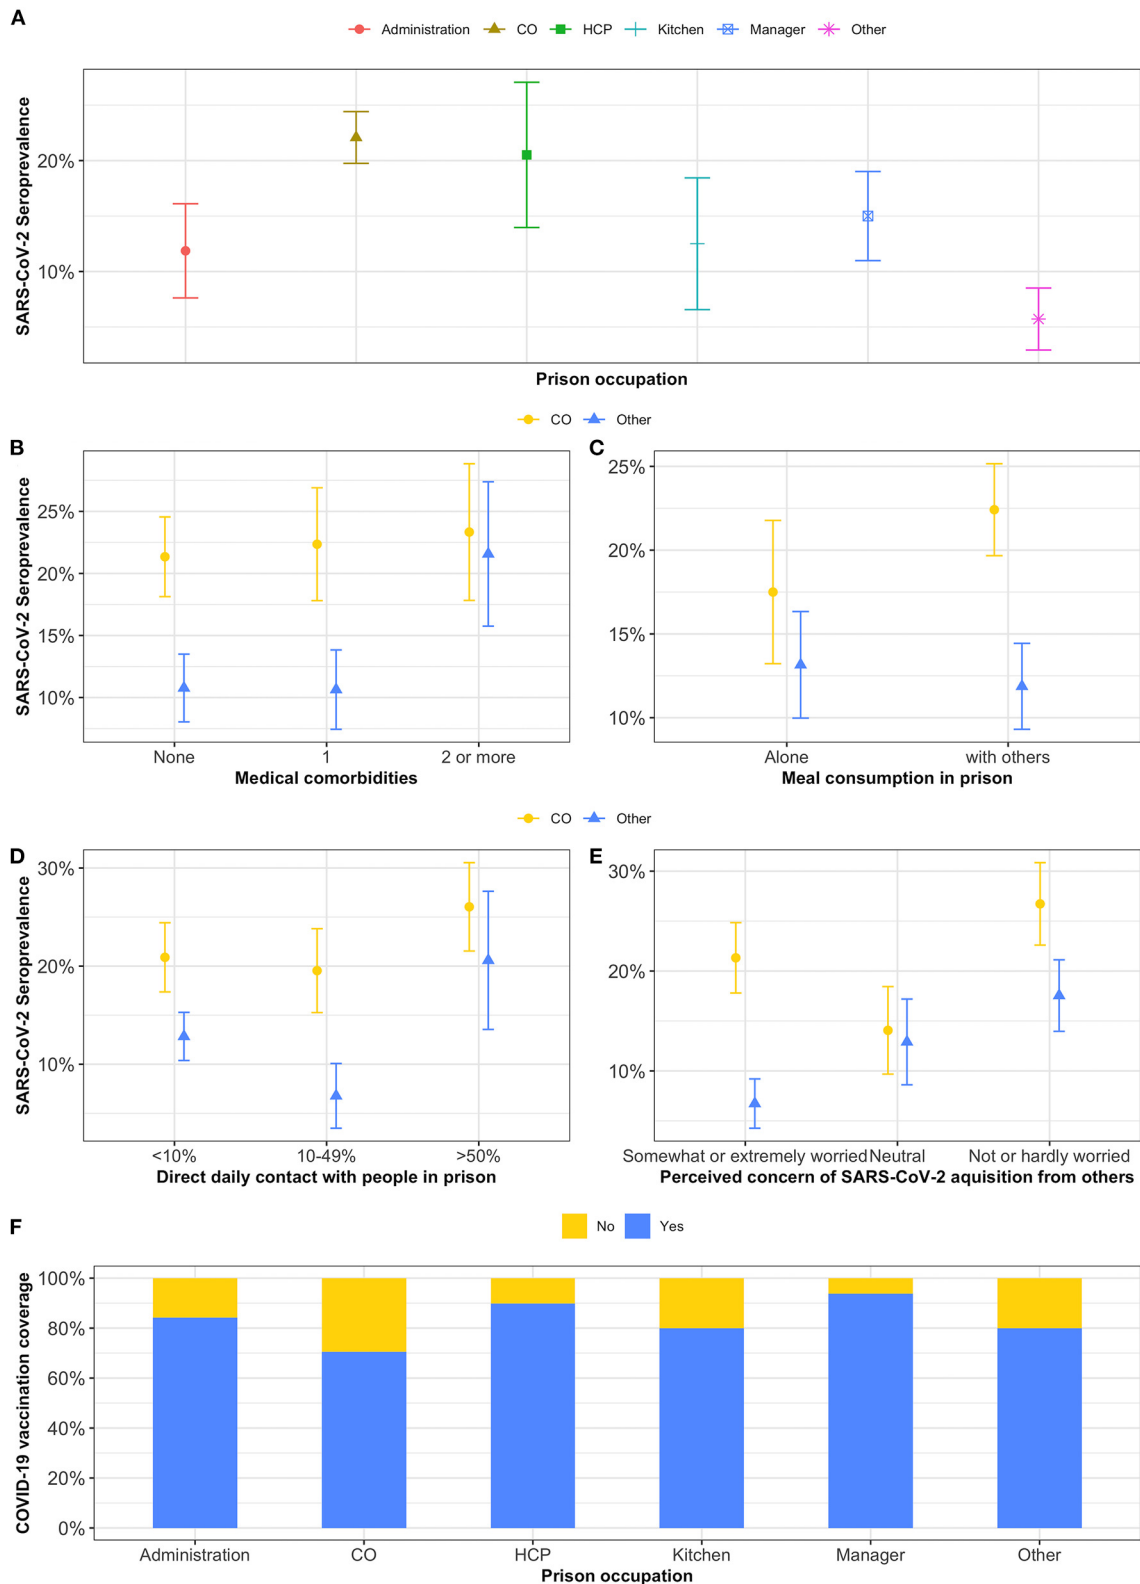 A
Administration CO HCP Kitchen Manager Other
SARS-CoV-2 Seroprevalence
20%
10%
Prison occupation
CO Other
B
SARS-CoV-2 Seroprevalence
25%
20%
15%
10%
None 1 2 or more
Medical comorbidities
C
25%
20%
15%
10%
Alone with others
Meal consumption in prison
CO Other
D
SARS-CoV-2 Seroprevalence
30%
20%
10%
<10% 10-49% >50%
Direct daily contact with people in prison
E
30%
20%
10%
Somewhat or extremely worried Neutral Not or hardly worried
Perceived concern of SARS-CoV-2 aquisition from others
F
No Yes
COVID-19 vaccination coverage
100%
80%
60%
40%
20%
0%
Administration CO HCP Kitchen Manager Other
Prison occupation